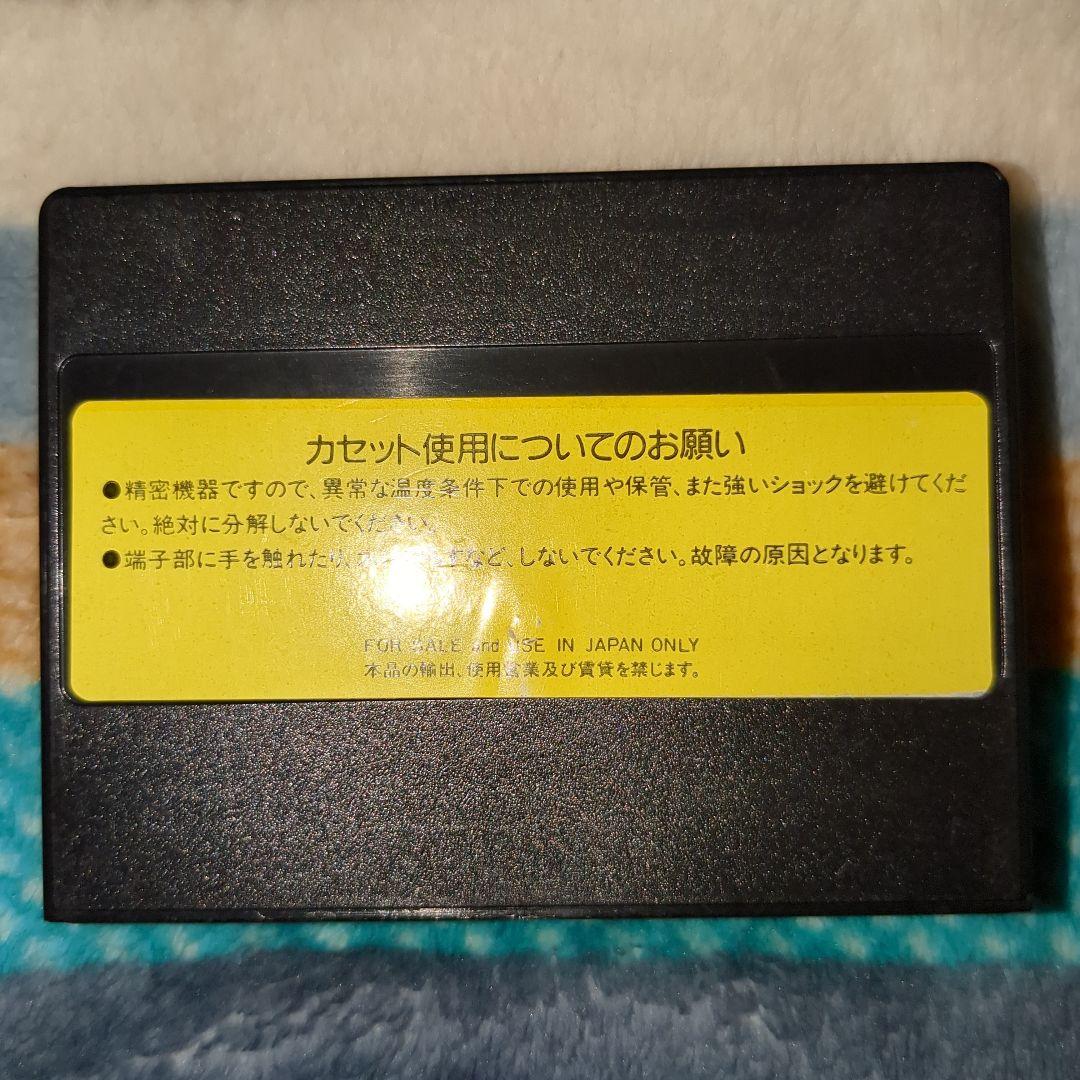 カセット使用についてのお願い
●精密機器ですので、異常な温度条件下での使用や保管、また強いショックを避けてくだ
さい。絶対に分解しないでください。
●端子部に手を触れたり、など、しないでください。故障の原因となります。
FOR SALE and USE IN JAPAN ONLY
本品の輸出、使用営業及び賃貸を禁じます。